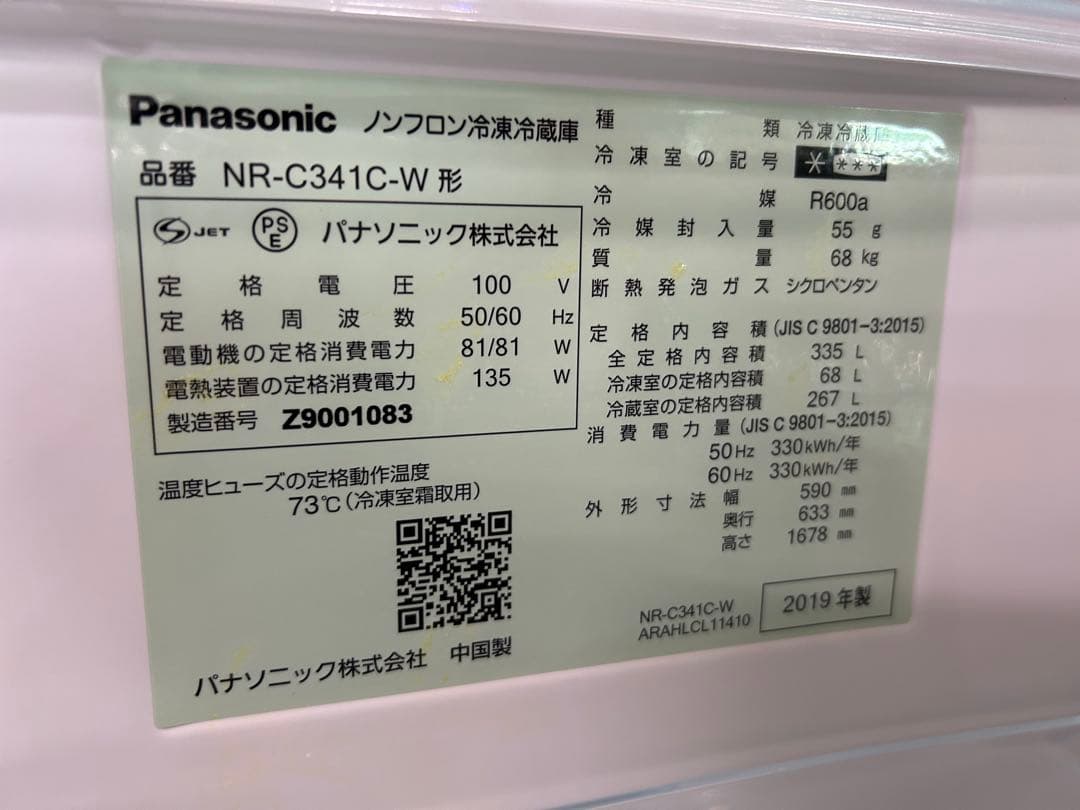 Panasonic ノンフロン冷凍冷蔵庫
品番 NR-C341C-W 形
JET PSE パナソニック株式会社
定格電圧 100 V
定格周波数 50/60 Hz
電動機の定格消費電力 81/81 W
電熱装置の定格消費電力 135 W
製造番号 Z9001083
温度ヒューズの定格動作温度
73℃(冷凍室霜取用)
パナソニック株式会社 中国製
種類 冷凍冷蔵庫
冷凍室の記号 * ***
冷媒 R600a
冷媒封入量 55 g
質量 68 kg
断熱発泡ガス シクロペンタン
定格内容積 (JIS C 9801-3:2015)
全定格内容積 335 L
冷凍室の定格内容積 68 L
冷蔵室の定格内容積 267 L
消費電力量 (JIS C 9801-3:2015)
50Hz 330kWh/年
60Hz 330kWh/年
外形寸法 幅 590 mm
奥行 633 mm
高さ 1678 mm
NR-C341C-W
ARAHLCL11410
2019年製